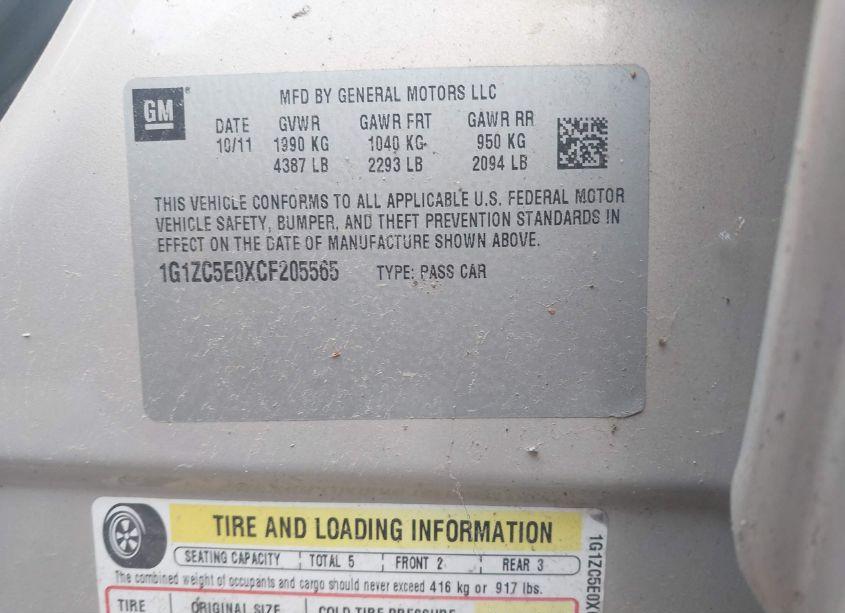 GM
MFD BY GENERAL MOTORS LLC
DATE GVWR GAWR FRT GAWR RR
10/11 1990 KG 1040 KG 950 KG
4387 LB 2293 LB 2094 LB
THIS VEHICLE CONFORMS TO ALL APPLICABLE U.S. FEDERAL MOTOR
VEHICLE SAFETY, BUMPER, AND THEFT PREVENTION STANDARDS IN
EFFECT ON THE DATE OF MANUFACTURE SHOWN ABOVE.
1G1ZC5E0XCF205565 TYPE: PASS CAR
TIRE AND LOADING INFORMATION
SEATING CAPACITY TOTAL 5 FRONT 2 REAR 3
The combined weight of occupants and cargo should never exceed 416 kg or 917 lbs.
TIRE ORIGINAL SIZE COLD TIRE PRESSURE
1G1ZC5E0X